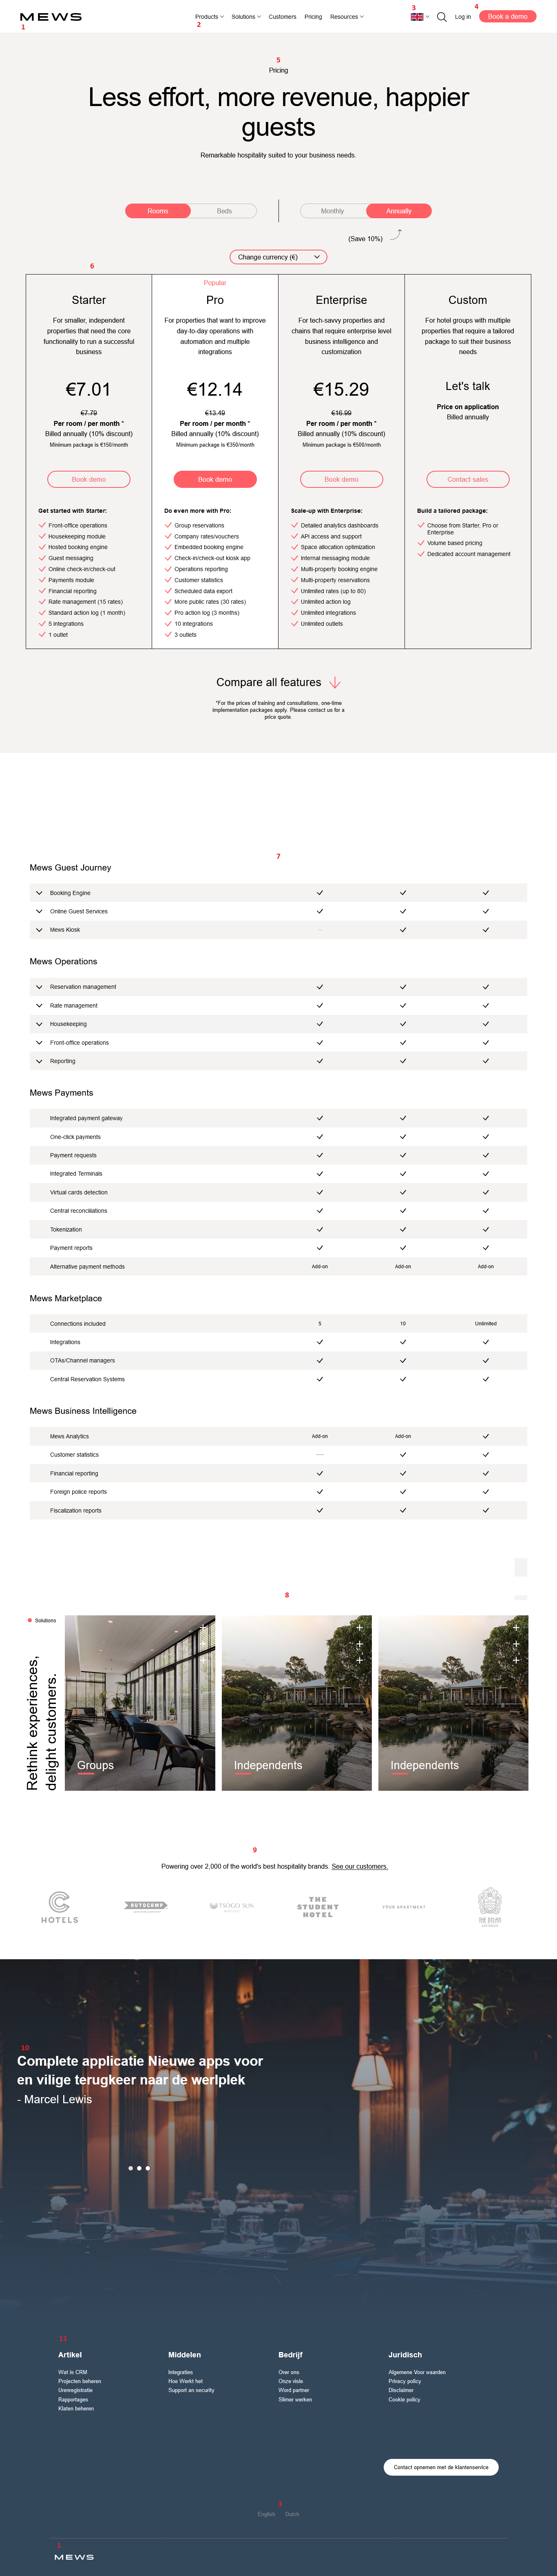 MEWS
Products Solutions Customers Pricing Resources
Log in
Book a demo
1
2
3
4
5
Pricing
Less effort, more revenue, happier
guests
Remarkable hospitality suited to your business needs.
Rooms Beds
Monthly Annually
(Save 10%)
Change currency (€)
6
Popular
Starter
For smaller, independent
properties that need the core
functionality to run a successful
business
€7.01
€7.79
Per room / per month *
Billed annually (10% discount)
Minimum package is €150/month
Book demo
Get started with Starter:
Front-office operations
Housekeeping module
Hosted booking engine
Guest messaging
Online check-in/check-out
Payments module
Financial reporting
Rate management (15 rates)
Standard action log (1 month)
5 integrations
1 outlet
Pro
For properties that want to improve
day-to-day operations with
automation and multiple
integrations
€12.14
€13.49
Per room / per month *
Billed annually (10% discount)
Minimum package is €350/month
Book demo
Do even more with Pro:
Group reservations
Company rates/vouchers
Embedded booking engine
Check-in/check-out kiosk app
Operations reporting
Customer statistics
Scheduled data export
More public rates (30 rates)
Pro action log (3 months)
10 integrations
3 outlets
Enterprise
For tech-savvy properties and
chains that require enterprise level
business intelligence and
customization
€15.29
€16.99
Per room / per month *
Billed annually (10% discount)
Minimum package is €500/month
Book demo
Scale-up with Enterprise:
Detailed analytics dashboards
API access and support
Space allocation optimization
Internal messaging module
Multi-property booking engine
Multi-property reservations
Unlimited rates (up to 80)
Unlimited action log
Unlimited integrations
Unlimited outlets
Custom
For hotel groups with multiple
properties that require a tailored
package to suit their business
needs
Let's talk
Price on application
Billed annually
Contact sales
Build a tailored package:
Choose from Starter, Pro or
Enterprise
Volume based pricing
Dedicated account management
Compare all features
*For the prices of training and consultations, one-time
implementation packages apply. Please contact us for a
price quote.
7
Mews Guest Journey
Booking Engine
Online Guest Services
Mews Kiosk
Mews Operations
Reservation management
Rate management
Housekeeping
Front-office operations
Reporting
Mews Payments
Integrated payment gateway
One-click payments
Payment requests
Integrated Terminals
Virtual cards detection
Central reconciliations
Tokenization
Payment reports
Alternative payment methods Add-on Add-on Add-on
Mews Marketplace
Connections included 5 10 Unlimited
Integrations
OTAs/Channel managers
Central Reservation Systems
Mews Business Intelligence
Mews Analytics Add-on Add-on
Customer statistics
Financial reporting
Foreign police reports
Fiscalization reports
8
Solutions
Rethink experiences,
delight customers.
Groups
Independents
Independents
9
Powering over 2,000 of the world's best hospitality brands. See our customers.
HOTELS
AUTOCAMP
TSOGO SUN
THE
STUDENT
HOTEL
YOUR APARTMENT
10
Complete applicatie Nieuwe apps voor
en vilige terugkeer naar de werlplek
- Marcel Lewis
11
Artikel
Wat is CRM
Projecten beheren
Urenregistratie
Rapportages
Klaten beheren
Middelen
Integraties
Hoe Werkt het
Support an security
Bedrijf
Over ons
Onze visie
Word partner
Slimer werken
Juridisch
Algemene Voor waarden
Privacy policy
Disclaimer
Cookie policy
Contact opnemen met de klantenservice
3
English Dutch
1
MEWS